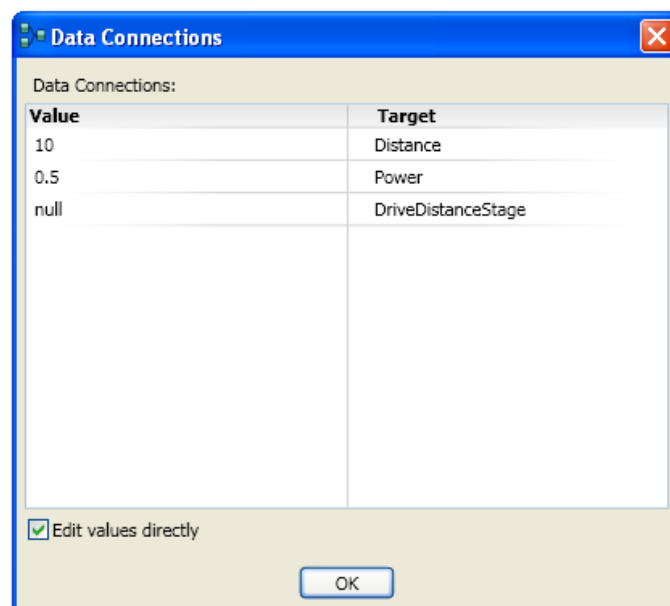 Data Connections
Data Connections:
Value Target
10 Distance
0.5 Power
null DriveDistanceStage
Edit values directly
OK